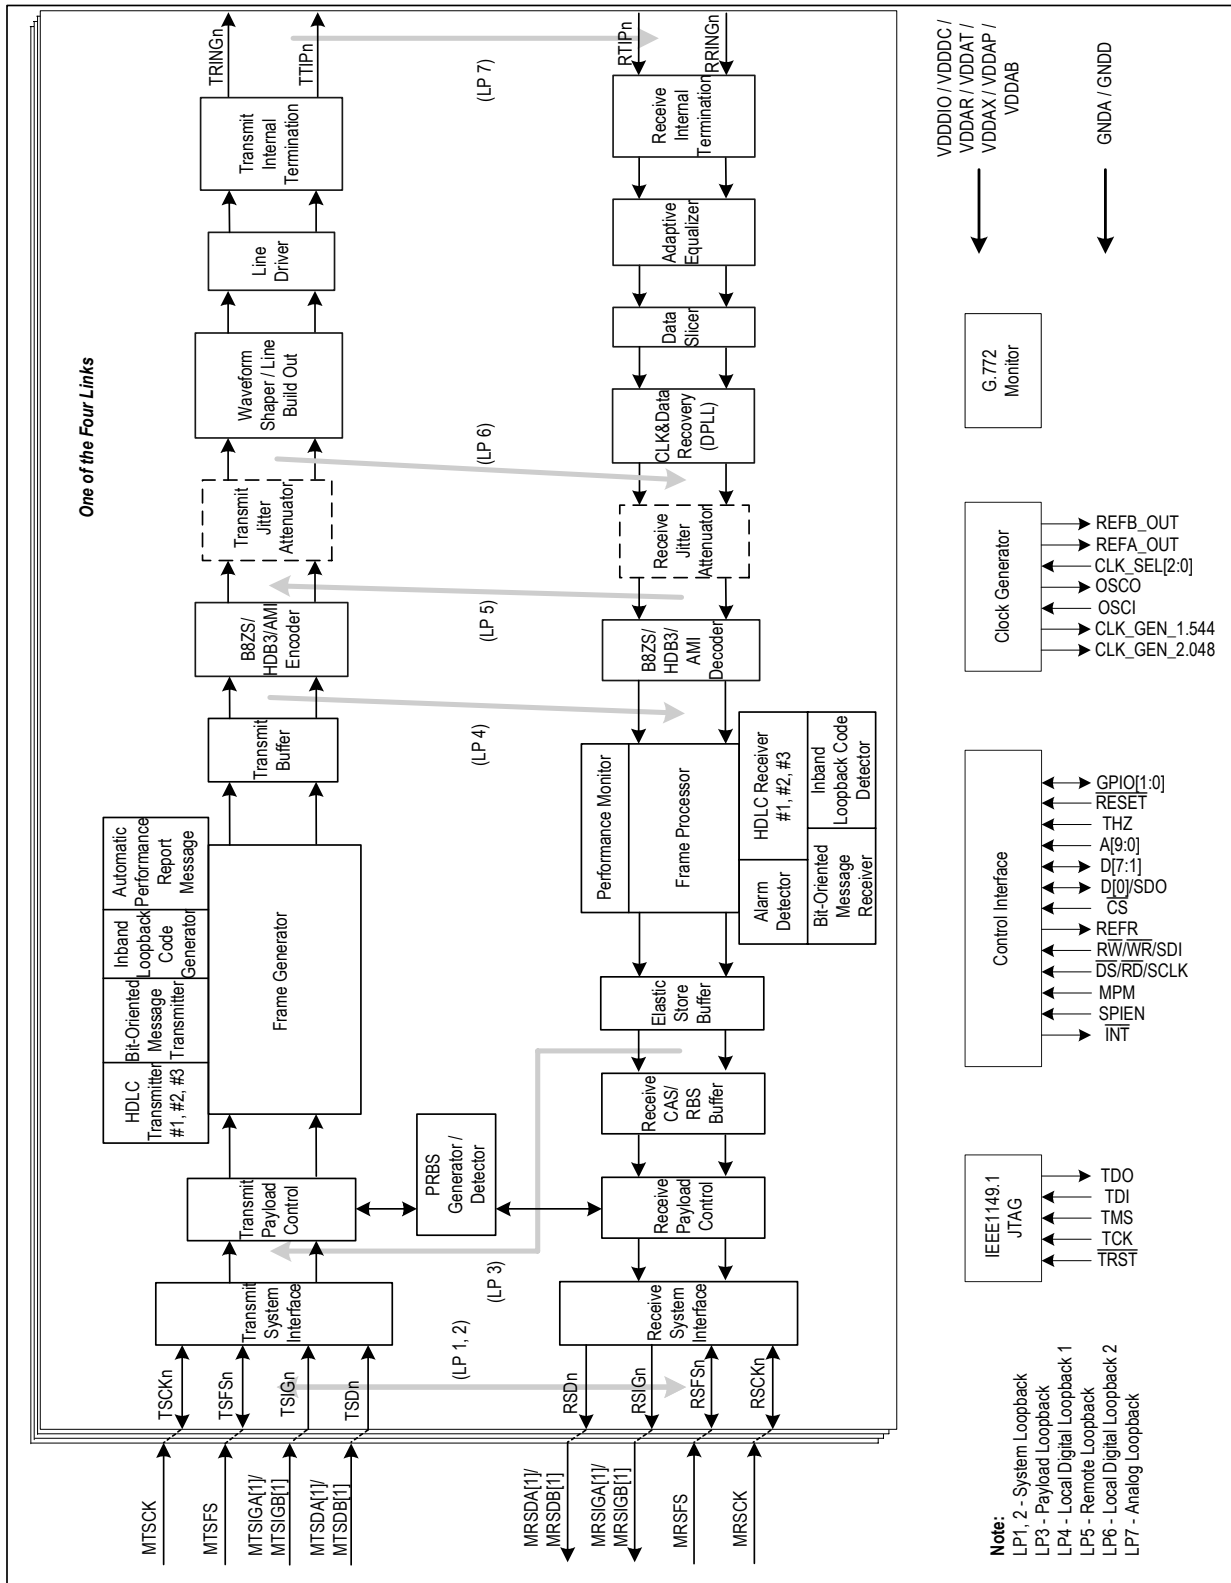 One of the Four Links
TRINGn
TTIPn
(LP 7)
RTIPn
RRINGn
Transmit
Internal
Termination
Receive
Internal
Termination
Line
Driver
Adaptive
Equalizer
Data
Slicer
Waveform
Shaper / Line
Build Out
CLK&Data
Recovery
(DPLL)
(LP 6)
Transmit
Jitter
Attenuator
Receive
Jitter
Attenuator
(LP 5)
B8ZS/
HDB3/AMI
Encoder
B8ZS/
HDB3/
AMI
Decoder
(LP 4)
Transmit
Buffer
Automatic
Performance
Report
Message
Inband
Loopback
Code
Generator
Bit-Oriented
Message
Transmitter
HDLC
Transmitter
#1, #2, #3
Frame Generator
Performance Monitor
Frame Processor
HDLC Receiver
#1, #2, #3
Inband
Loopback Code
Detector
Alarm
Detector
Bit-Oriented
Message
Receiver
Elastic
Store
Buffer
Receive
CAS/
RBS
Buffer
PRBS
Generator /
Detector
Transmit
Payload
Control
Receive
Payload
Control
(LP 3)
Transmit
System
Interface
Receive
System
Interface
(LP 1, 2)
TSCKn
TSFSn
TSIGn
TSDn
RSDn
RSIGn
RSFSn
RSCKn
MTSCK
MTSFS
MTSIGA[1]/
MTSIGB[1]
MTSDA[1]/
MTSDB[1]
MRSDA[1]/
MRSDB[1]
MRSIGA[1]/
MRSIGB[1]
MRSFS
MRSCK
VDDDIO / VDDDC /
VDDAR / VDDAT /
VDDAX / VDDAP /
VDDAB
GNDA / GNDD
G.772
Monitor
Clock Generator
REFB_OUT
REFA_OUT
CLK_SEL[2:0]
OSCO
OSCI
CLK_GEN_1.544
CLK_GEN_2.048
Control Interface
GPIO[1:0]
RESET
THZ
A[9:0]
D[7:1]
D[0]/SDO
CS
REFR
RW/WR/SDI
DS/RD/SCLK
MPM
SPIEN
INT
IEEE1149.1
JTAG
TDO
TDI
TMS
TCK
TRST
Note:
LP1, 2 - System Loopback
LP3 - Payload Loopback
LP4 - Local Digital Loopback 1
LP5 - Remote Loopback
LP6 - Local Digital Loopback 2
LP7 - Analog Loopback